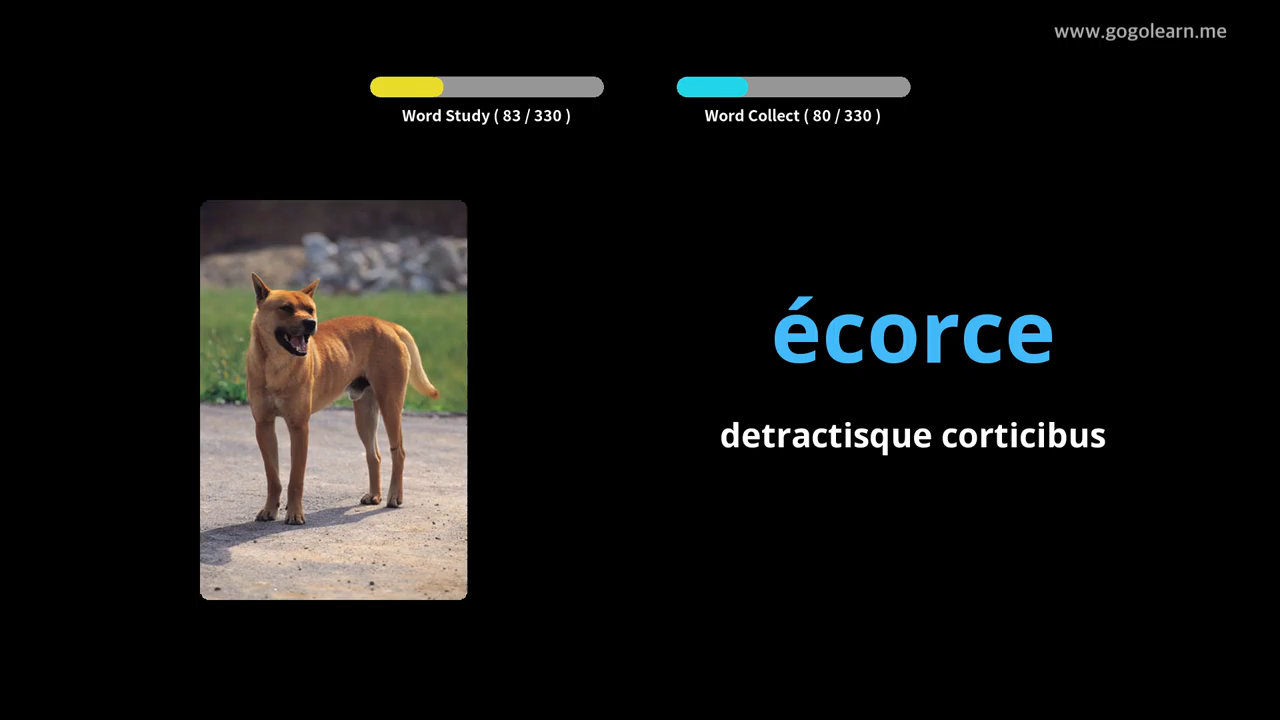 www.gogolearn.me
Word Study ( 83 / 330 )
Word Collect ( 80 / 330 )
écorce
detractisque corticibus